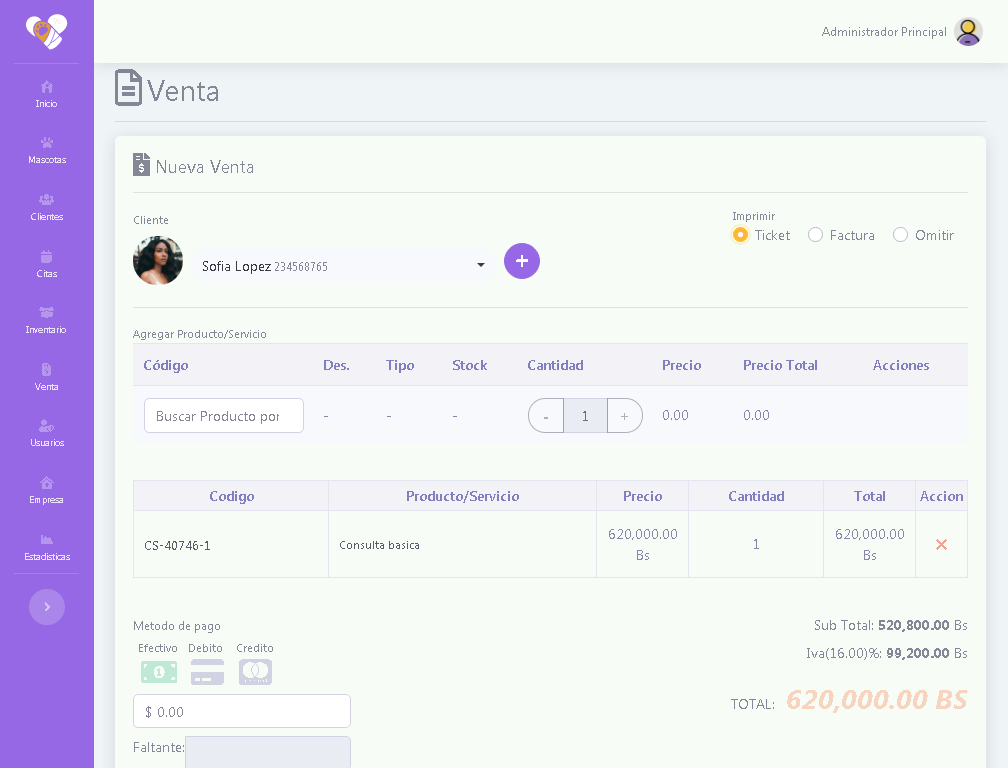 Administrador Principal
Inicio
Mascotas
Clientes
Citas
Inventario
Venta
Usuarios
Empresa
Estadisticas
Venta
Nueva Venta
Cliente
Sofia Lopez 234568765
+
Imprimir
Ticket Factura Omitir
Agregar Producto/Servicio
Código Des. Tipo Stock Cantidad Precio Precio Total Acciones
Buscar Producto por - - - - 1 + 0.00 0.00
Codigo Producto/Servicio Precio Cantidad Total Accion
CS-40746-1 Consulta basica 620,000.00 Bs 1 620,000.00 Bs
Metodo de pago
Efectivo Debito Credito
$ 0.00
Faltante:
Sub Total: 520,800.00 Bs
Iva(16.00)%: 99,200.00 Bs
TOTAL: 620,000.00 BS